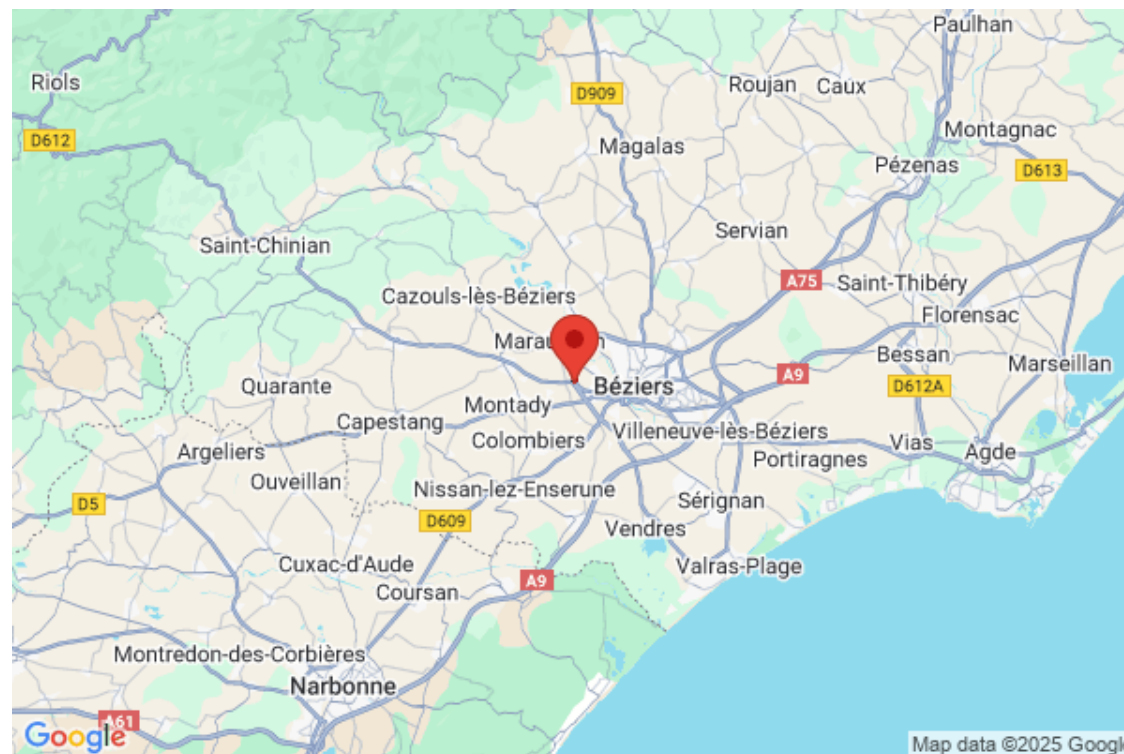 Paulhan
Riols
Roujan
Caux
D909
Montagnac
D612
Magalas
Pézenas
D613
Servian
Saint-Chinian
A75
Saint-Thibéry
Cazouls-lès-Béziers
Florensac
Bessan
Marseillan
A9
D612A
Quarante
Béziers
Montady
Capestang
Colombiers
Villeneuve-lès-Béziers
Vias
Agde
Argeliers
Portiragnes
Ouveillan
Nissan-lez-Enserune
Sérignan
D5
D609
Vendres
Cuxac-d'Aude
Valras-Plage
A9
Coursan
Montredon-des-Corbières
Narbonne
A61
Google
Map data ©2025 Google